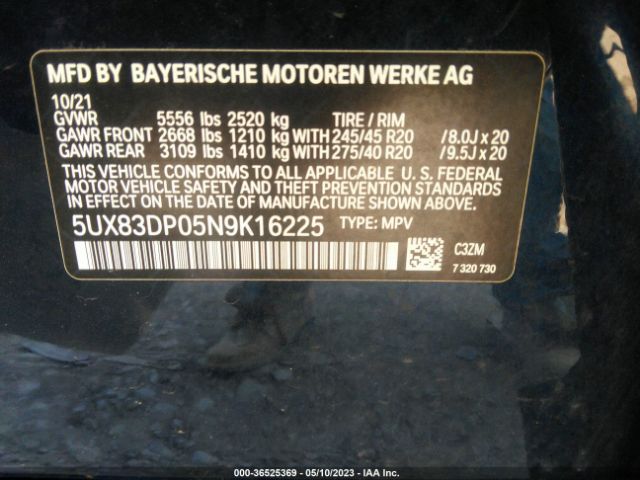 MFD BY BAYERISCHE MOTOREN WERKE AG
10/21
GVWR 5556 lbs 2520 kg TIRE / RIM
GAWR FRONT 2668 lbs 1210 kg WITH 245/45 R20 /8.0J x 20
GAWR REAR 3109 lbs 1410 kg WITH 275/40 R20 /9.5J x 20
THIS VEHICLE CONFORMS TO ALL APPLICABLE U. S. FEDERAL
MOTOR VEHICLE SAFETY BUMPER, AND THEFT PREVENTION
STANDARDS IN EFFECT ON THE DATE OF MANUFACTURE SHOWN ABOVE.
5UX83DP05N9K16225 TYPE: MPV
C3ZM
7 320 730
000-36525369 - 05/10/2023 - IAA Inc.